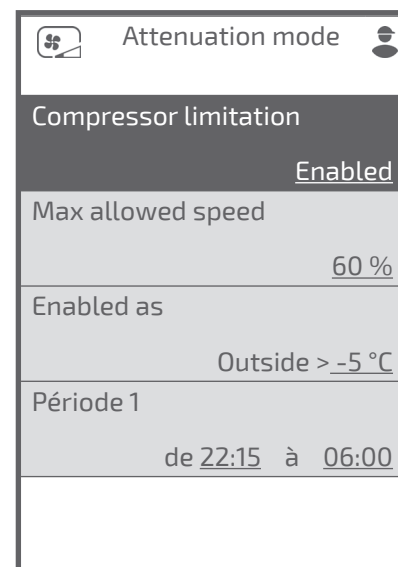 Attenuation mode
Compressor limitation
Enabled
Max allowed speed
60 %
Enabled as
Outside > -5 °C
Période 1
de 22:15 à 06:00